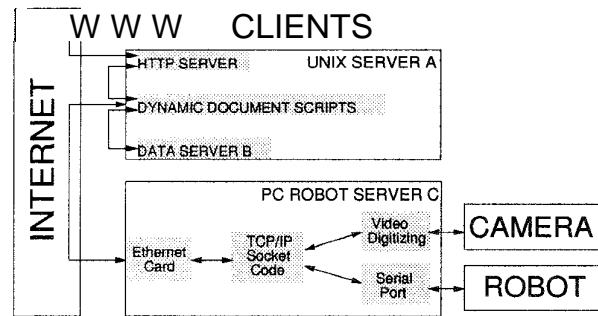 W W W CLIENTS
INTERNET
UNIX SERVER A
HTTP SERVER
DYNAMIC DOCUMENT SCRIPTS
DATA SERVER B
PC ROBOT SERVER C
Ethernet
Card
TCP/IP
Socket
Code
Video
Digitizing
Serial
Port
CAMERA
ROBOT